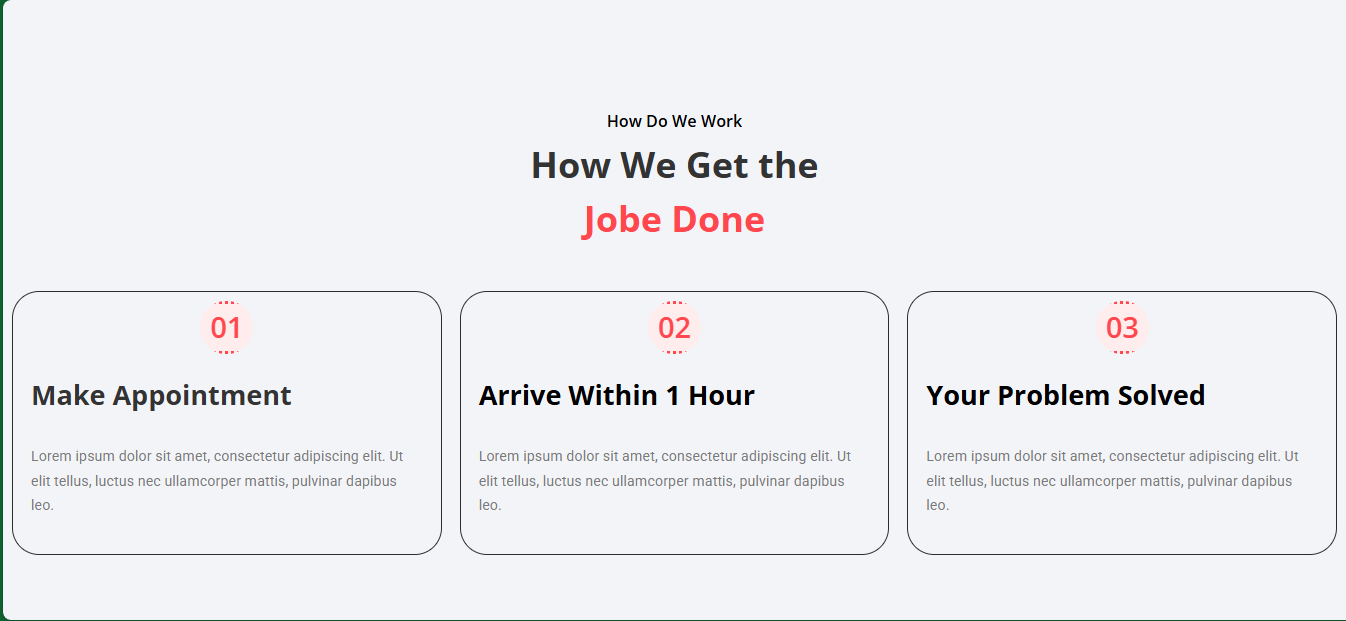 How Do We Work
How We Get the
Jobe Done
01
Make Appointment
Lorem ipsum dolor sit amet, consectetur adipiscing elit. Ut
elit tellus, luctus nec ullamcorper mattis, pulvinar dapibus
leo.
02
Arrive Within 1 Hour
Lorem ipsum dolor sit amet, consectetur adipiscing elit. Ut
elit tellus, luctus nec ullamcorper mattis, pulvinar dapibus
leo.
03
Your Problem Solved
Lorem ipsum dolor sit amet, consectetur adipiscing elit. Ut
elit tellus, luctus nec ullamcorper mattis, pulvinar dapibus
leo.